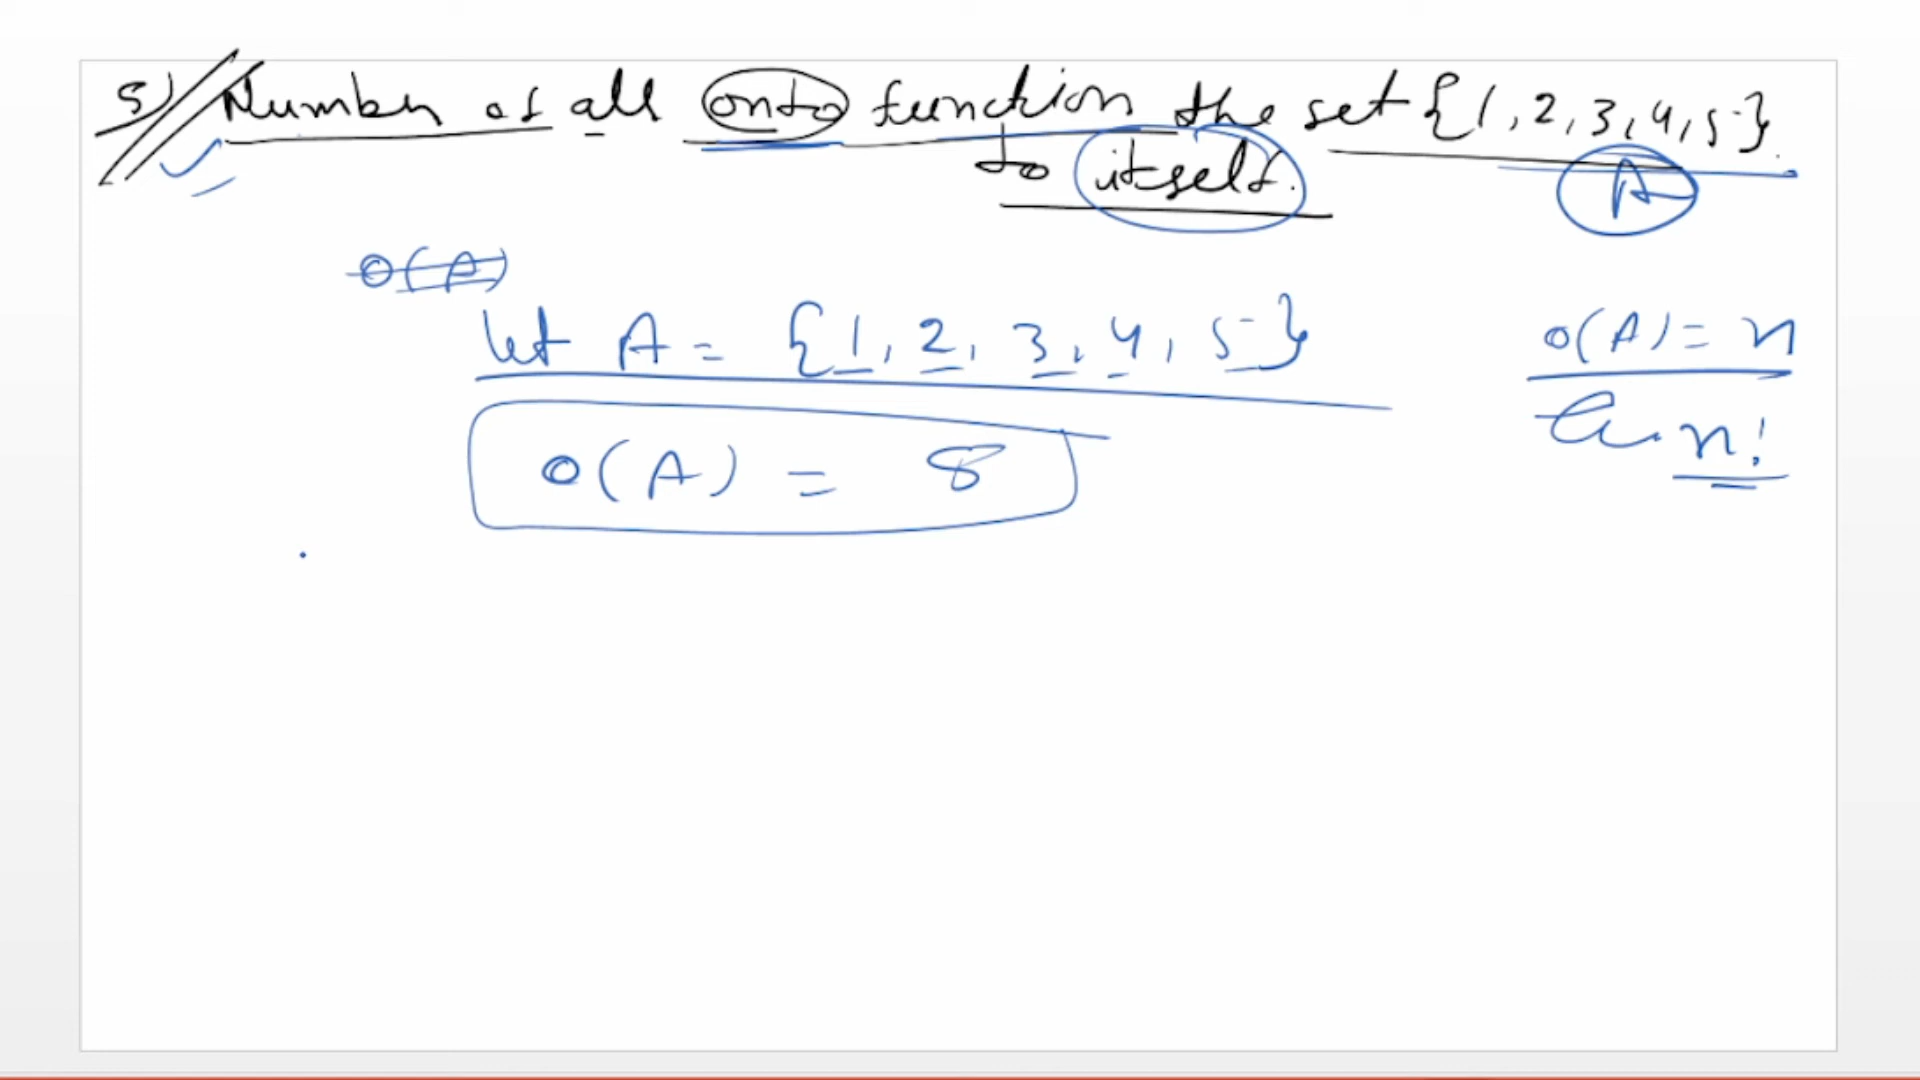 5) Number of all onto function the set {1, 2, 3, 4, 5}
to itself.
A
o(A)
let A = {1, 2, 3, 4, 5}
o(A) = n
n!
o(A) = 8